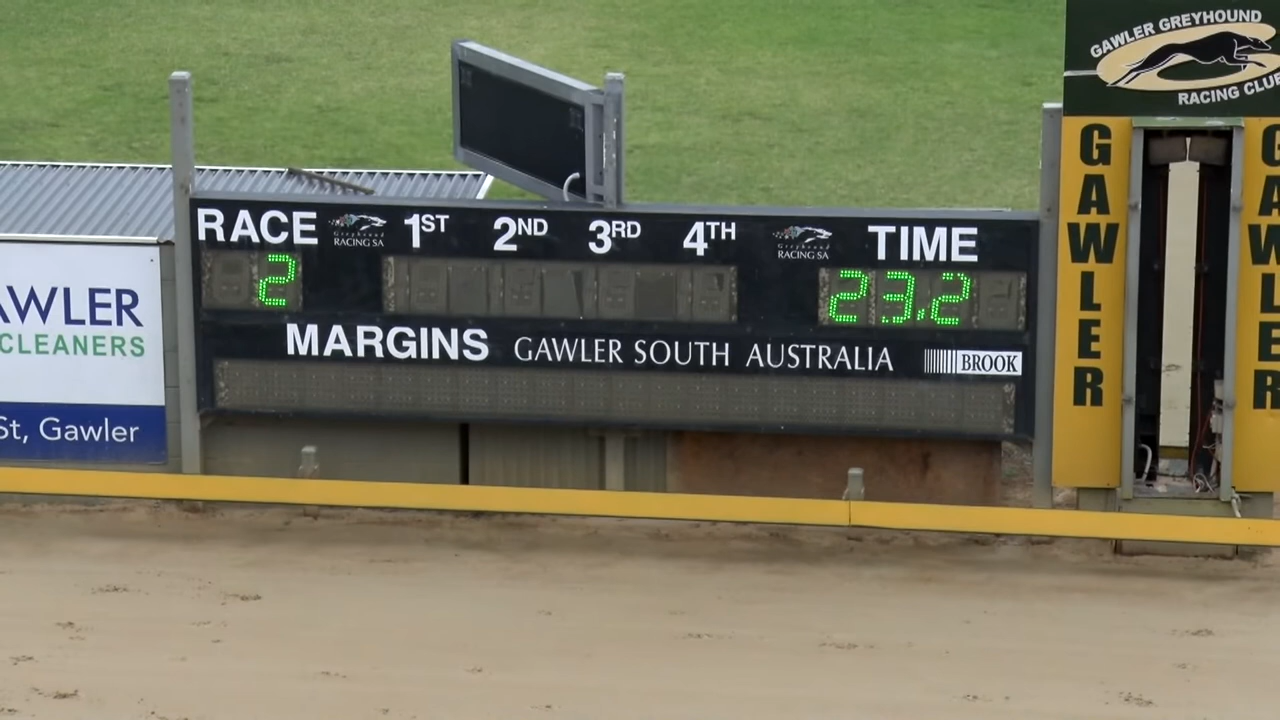 GAWLER GREYHOUND
RACING CLUB
RACE
Greyhound
RACING SA
1ST
2ND
3RD
4TH
Greyhound
RACING SA
TIME
2
23.2
MARGINS
GAWLER SOUTH AUSTRALIA
BROOK
AWLER
CLEANERS
St, Gawler
GAWLER
GAWLER